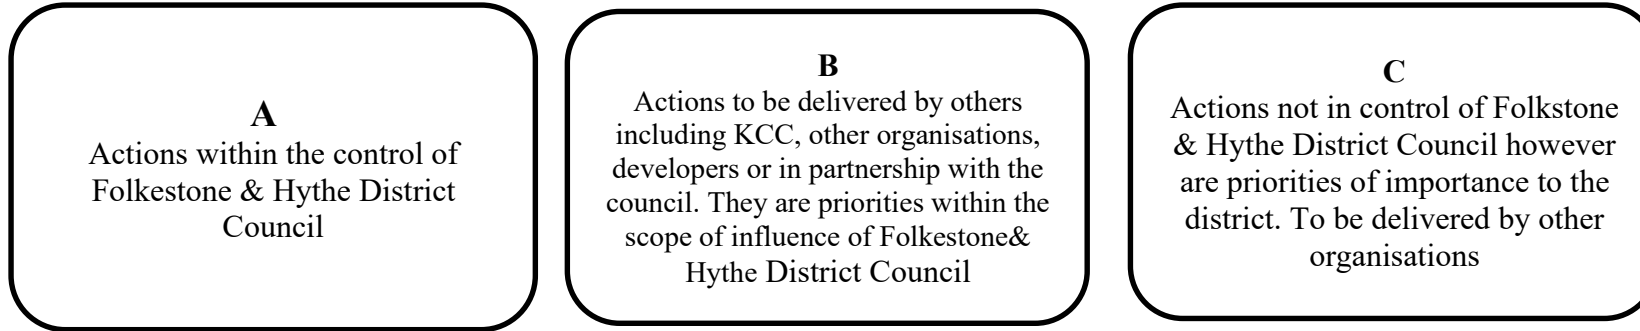 A
Actions within the control of
Folkestone & Hythe District
Council
B
Actions to be delivered by others
including KCC, other organisations,
developers or in partnership with the
council. They are priorities within the
scope of influence of Folkestone&
Hythe District Council
C
Actions not in control of Folkstone
& Hythe District Council however
are priorities of importance to the
district. To be delivered by other
organisations